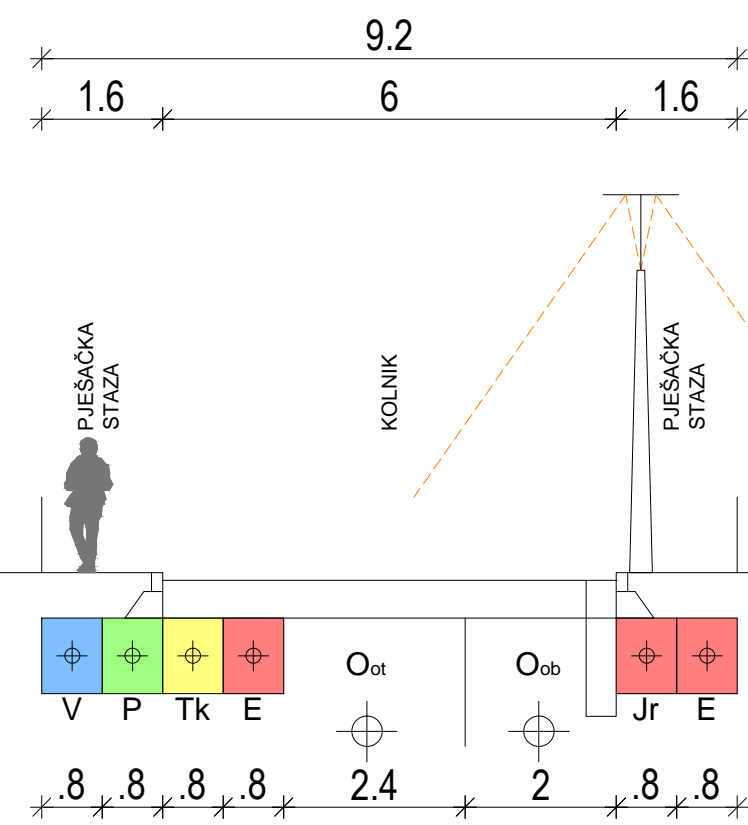 9.2
1.6 6 1.6
PJEŠAČKA
STAZA
KOLNIK
PJEŠAČKA
STAZA
Oot Oob
V P Tk E Jr E
.8 .8 .8 .8 2.4 2 .8 .8